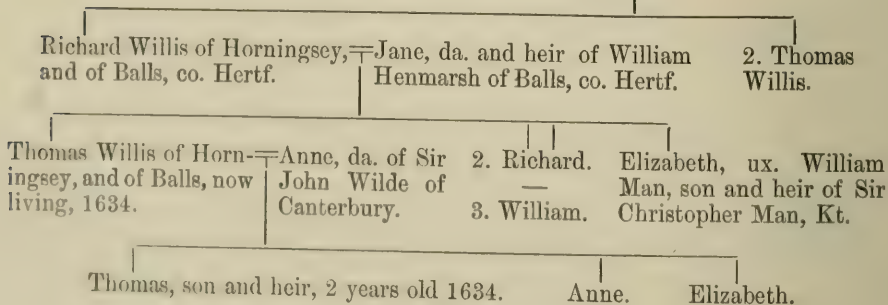 Richard Willis of Horningsey, Jane, da. and heir of William 2. Thomas
and of Balls, co. Hertf. Henmarsh of Balls, co. Hertf. Willis.
Thomas Willis of Horn- Anne, da. of Sir 2. Richard. Elizabeth, ux. William
ingsey, and of Balls, now John Wilde of — Man, son and heir of Sir
living, 1634. Canterbury. 3. William. Christopher Man, Kt.
Thomas, son and heir, 2 years old 1634. Anne. Elizabeth.